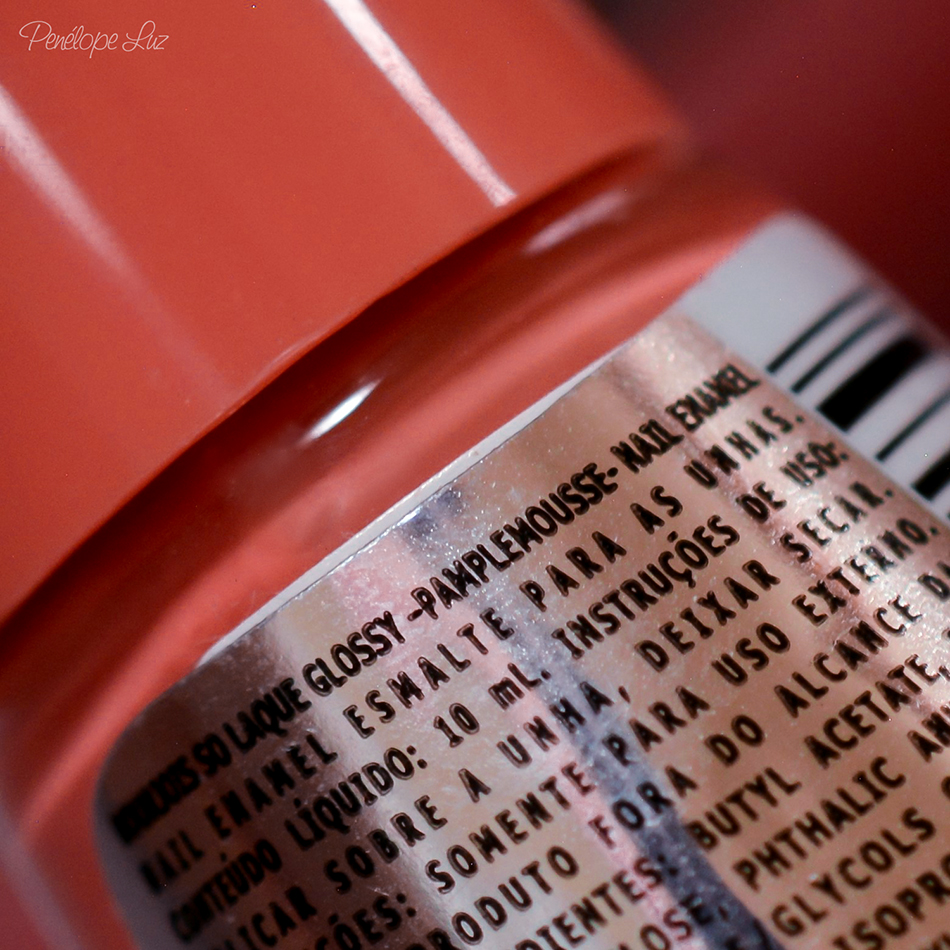 Penélope Luz
SO LAQUE GLOSSY -PAMPLEMOUSSE- NAIL ENAMEL
NAIL ENAMEL ESMALTE PARA AS UNHAS.
CONTEÚDO LÍQUIDO: 10 mL. INSTRUÇÕES DE USO:
SOBRE A UNHA, DEIXAR SECAR.
SOMENTE PARA USO EXTERNO.
PRODUTO FORA DO ALCANCE
BUTYL ACETATE,
PHTHALIC
GLYCOLS